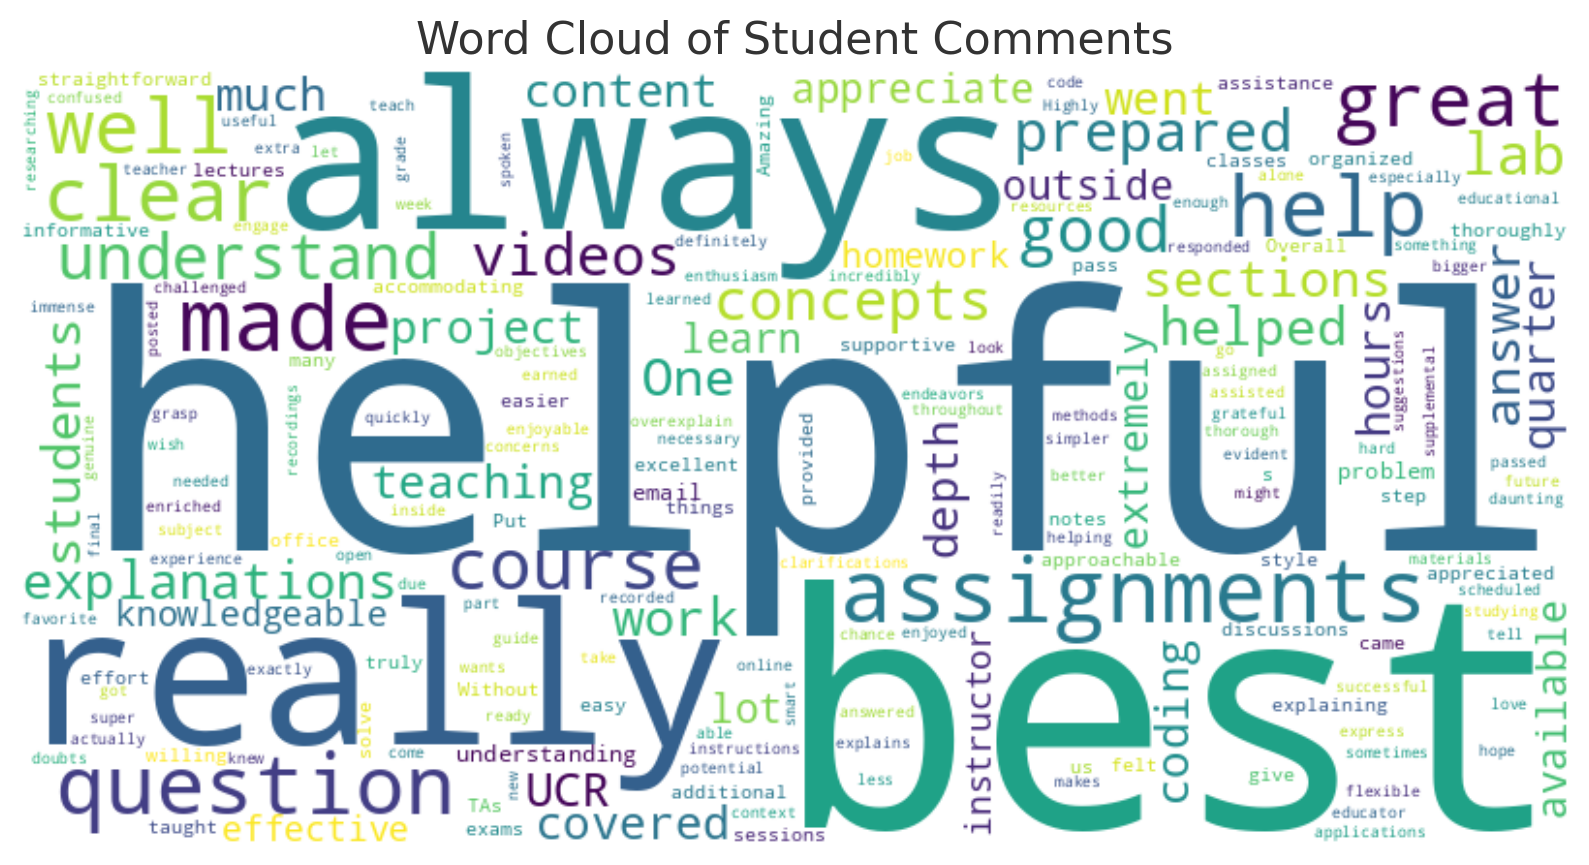 Word Cloud of Student Comments
straightforward
confused
researching
well
much
useful
teach
always
content
appreciate
code
Highly
went
assistance
great
extra
let
grade
spoken
Amazing
job
prepared
classes
organized
lab
teacher
lectures
clear
week
engage
outside
resources
enough
alone
help
especially
educational
informative
understand
videos
definitely
homework
good
responded
Overall
something
thoroughly
enthusiasm
incredibly
pass
bigger
immense
challenged
posted
made
accommodating
project
learned
concepts
learn
sections
helped
answer
quarter
hours
students
helpful
many
objectives
earned
One
supportive
look
extremely
go
assigned
assisted
suggestions
supplemental
genuine
grasp
wish
recordings
quickly
easier
enjoyable
concerns
overexplain
necessary
endeavors
throughout
methods
simpler
grateful
thorough
evident
hard
needed
enriched
subject
teaching
inside
excellent
email
things
provided
depth
readily
better
s
might
problem
step
passed
future
daunting
final
experience
office
open
Put
notes
helping
approachable
style
materials
explanations
due
course
clarifications
assignments
appreciated
scheduled
studying
favorite
knowledgeable
part
recorded
work
chance
enjoyed
discussions
tell
really
guide
wants
take
truly
effort
got
exactly
Without
online
instructor
coding
came
available
super
actually
solve
ready
easy
lot
smart
best
answered
explaining
successful
love
doubts
willing
knew
come
understanding
able
instructions
explains
express
sometimes
hope
question
new
UCR
potential
additional
less
makes
us
felt
give
flexible
taught
effective
TAs
exams
covered
context
sessions
educator
applications